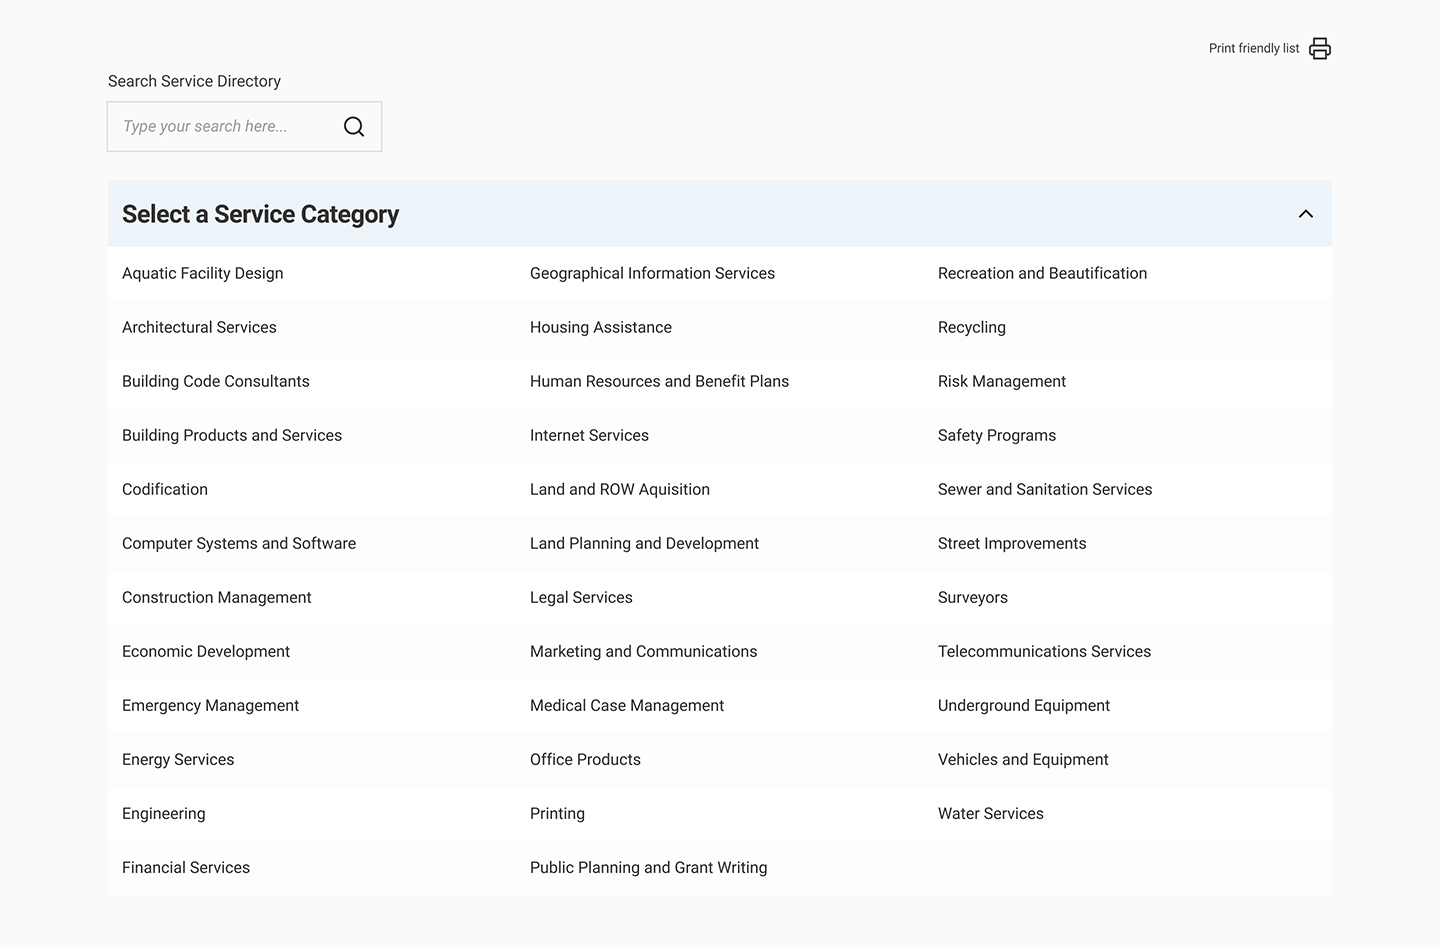 Print friendly list
Search Service Directory
Type your search here...
Select a Service Category
Aquatic Facility Design
Architectural Services
Building Code Consultants
Building Products and Services
Codification
Computer Systems and Software
Construction Management
Economic Development
Emergency Management
Energy Services
Engineering
Financial Services
Geographical Information Services
Housing Assistance
Human Resources and Benefit Plans
Internet Services
Land and ROW Aquisition
Land Planning and Development
Legal Services
Marketing and Communications
Medical Case Management
Office Products
Printing
Public Planning and Grant Writing
Recreation and Beautification
Recycling
Risk Management
Safety Programs
Sewer and Sanitation Services
Street Improvements
Surveyors
Telecommunications Services
Underground Equipment
Vehicles and Equipment
Water Services